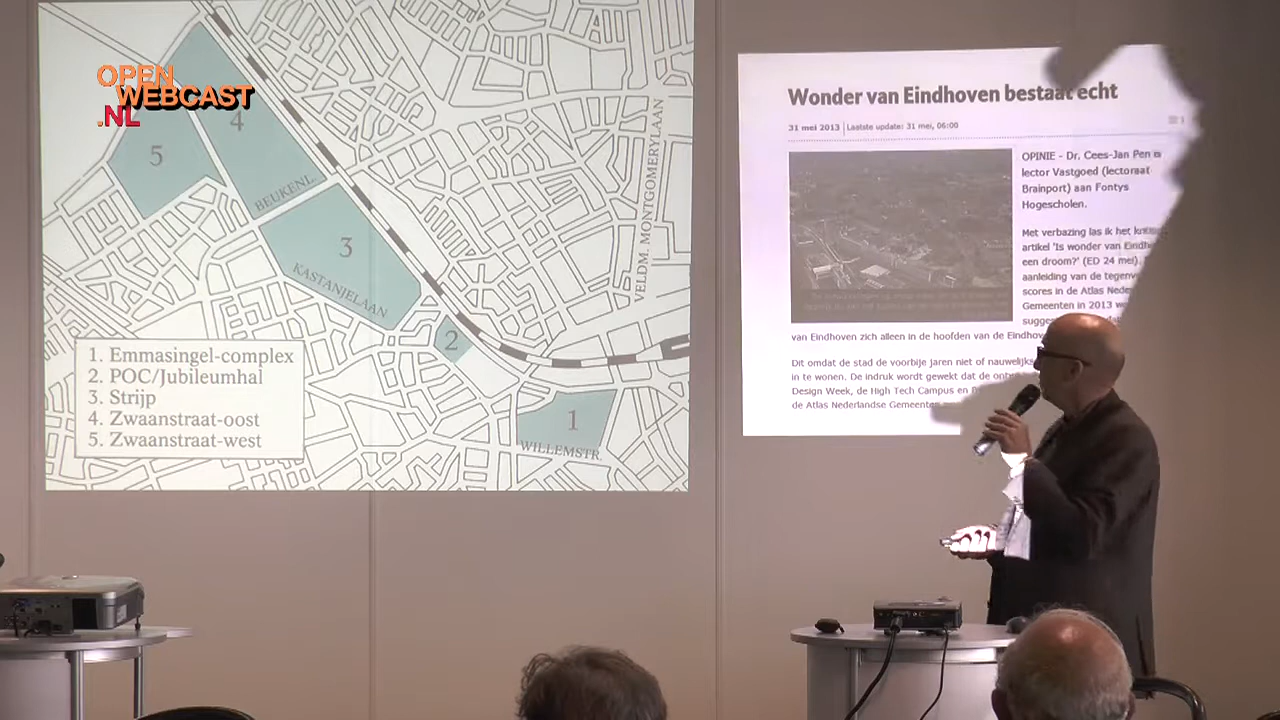 OPEN
WEBCAST
.NL
4
5
BEUKENL.
3
KASTANJELAAN
VELDM. MONTGOMERYLAAN
2
1
WILLEMSTR.
1. Emmasingel-complex
2. POC/Jubileumhal
3. Strijp
4. Zwaanstraat-oost
5. Zwaanstraat-west
Wonder van Eindhoven bestaat echt
31 mei 2013 | Laatste update: 31 mei, 06:00
OPINIE - Dr. Cees-Jan Pen is
lector Vastgoed (lectoraat
Brainport) aan Fontys
Hogescholen.
Met verbazing las ik het
artikel 'Is wonder van
een droom?' (ED 24 mei).
aanleiding van de
scores in de Atlas
Gemeenten in 2013
van Eindhoven zich alleen in de hoofden van de
Dit omdat de stad de voorbije jaren niet of nauwelijks
in te wonen. De indruk wordt gewekt dat de
Design Week, de High Tech Campus en
de Atlas Nederlandse Gemeenten